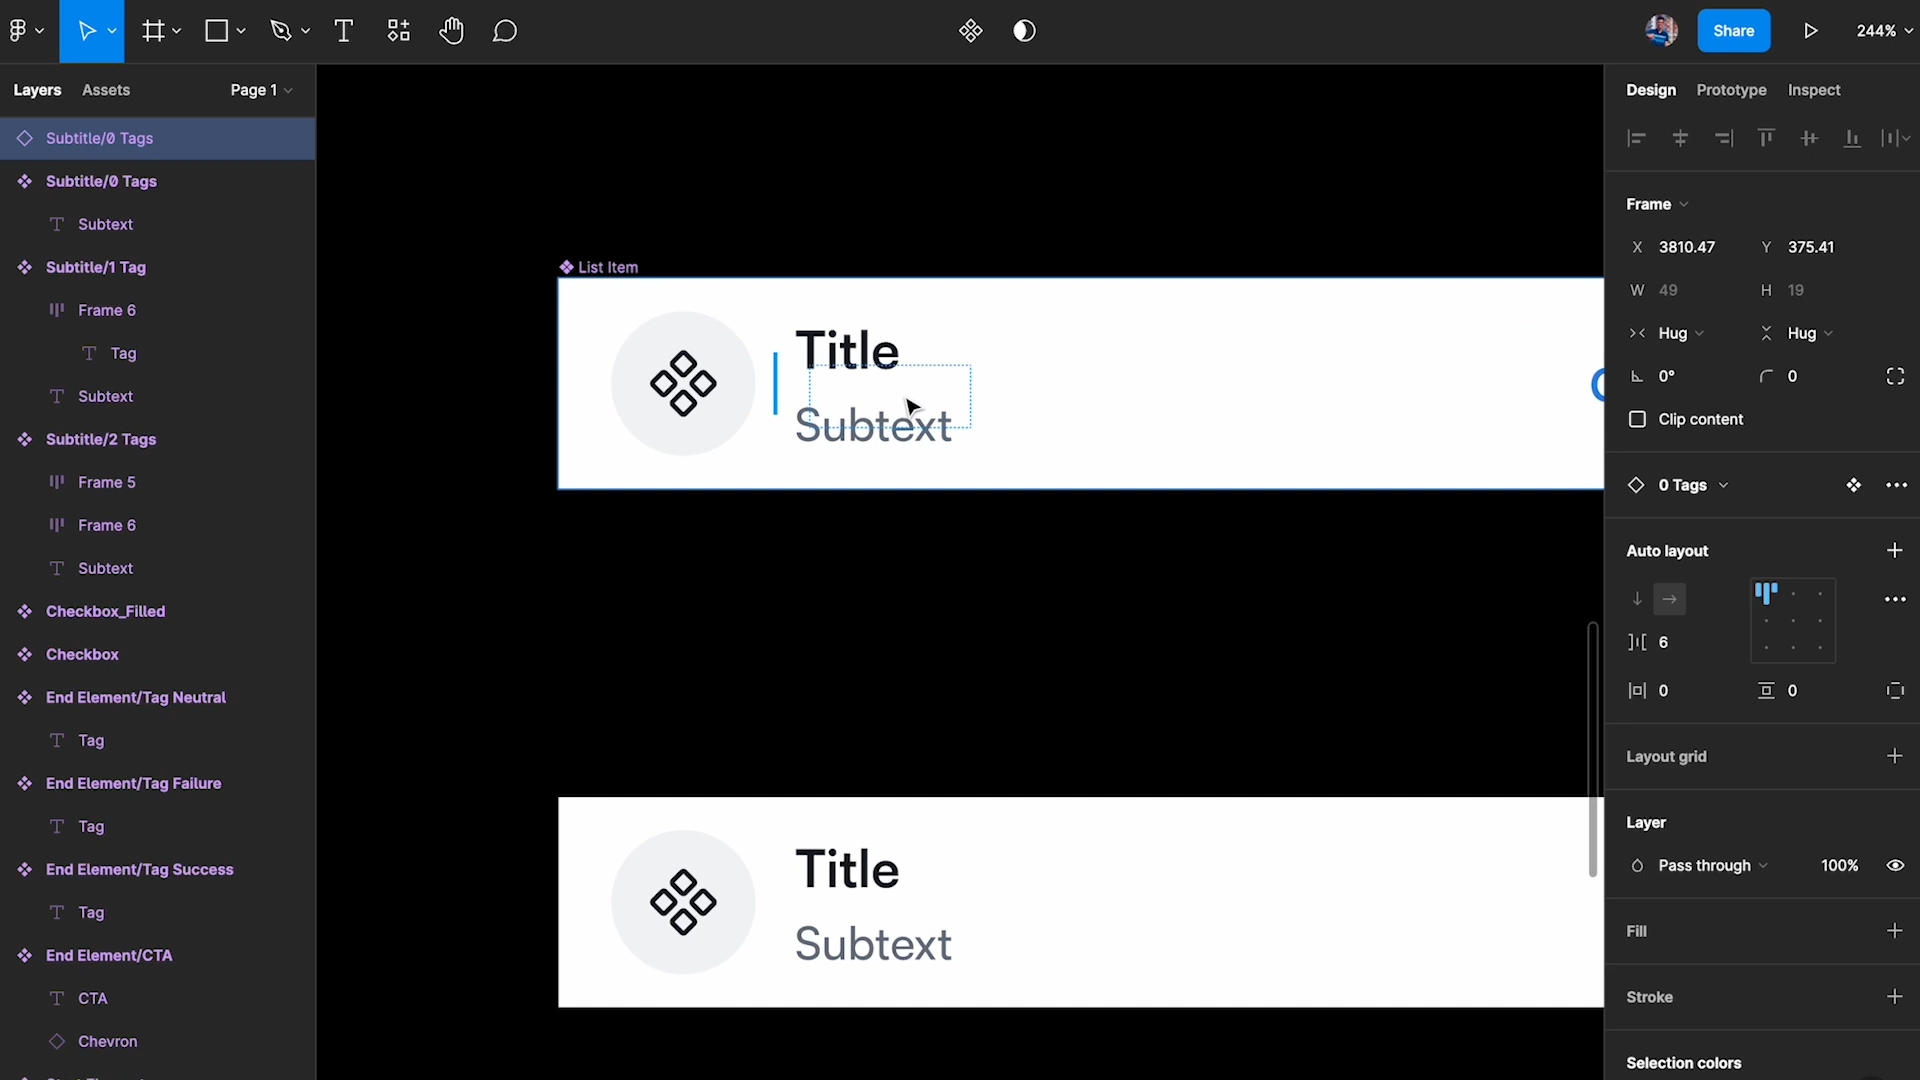 Share
244%
Layers
Assets
Page 1
Subtitle/0 Tags
Subtitle/0 Tags
Subtext
Subtitle/1 Tag
Frame 6
Tag
Subtext
Subtitle/2 Tags
Frame 5
Frame 6
Subtext
Checkbox_Filled
Checkbox
End Element/Tag Neutral
Tag
End Element/Tag Failure
Tag
End Element/Tag Success
Tag
End Element/CTA
CTA
Chevron
List Item
Title
Subtext
Title
Subtext
Design
Prototype
Inspect
Frame
X 3810.47 Y 375.41
W 49 H 19
Hug Hug
0° 0
Clip content
0 Tags
Auto layout
6
0 0
Layout grid
Layer
Pass through 100%
Fill
Stroke
Selection colors